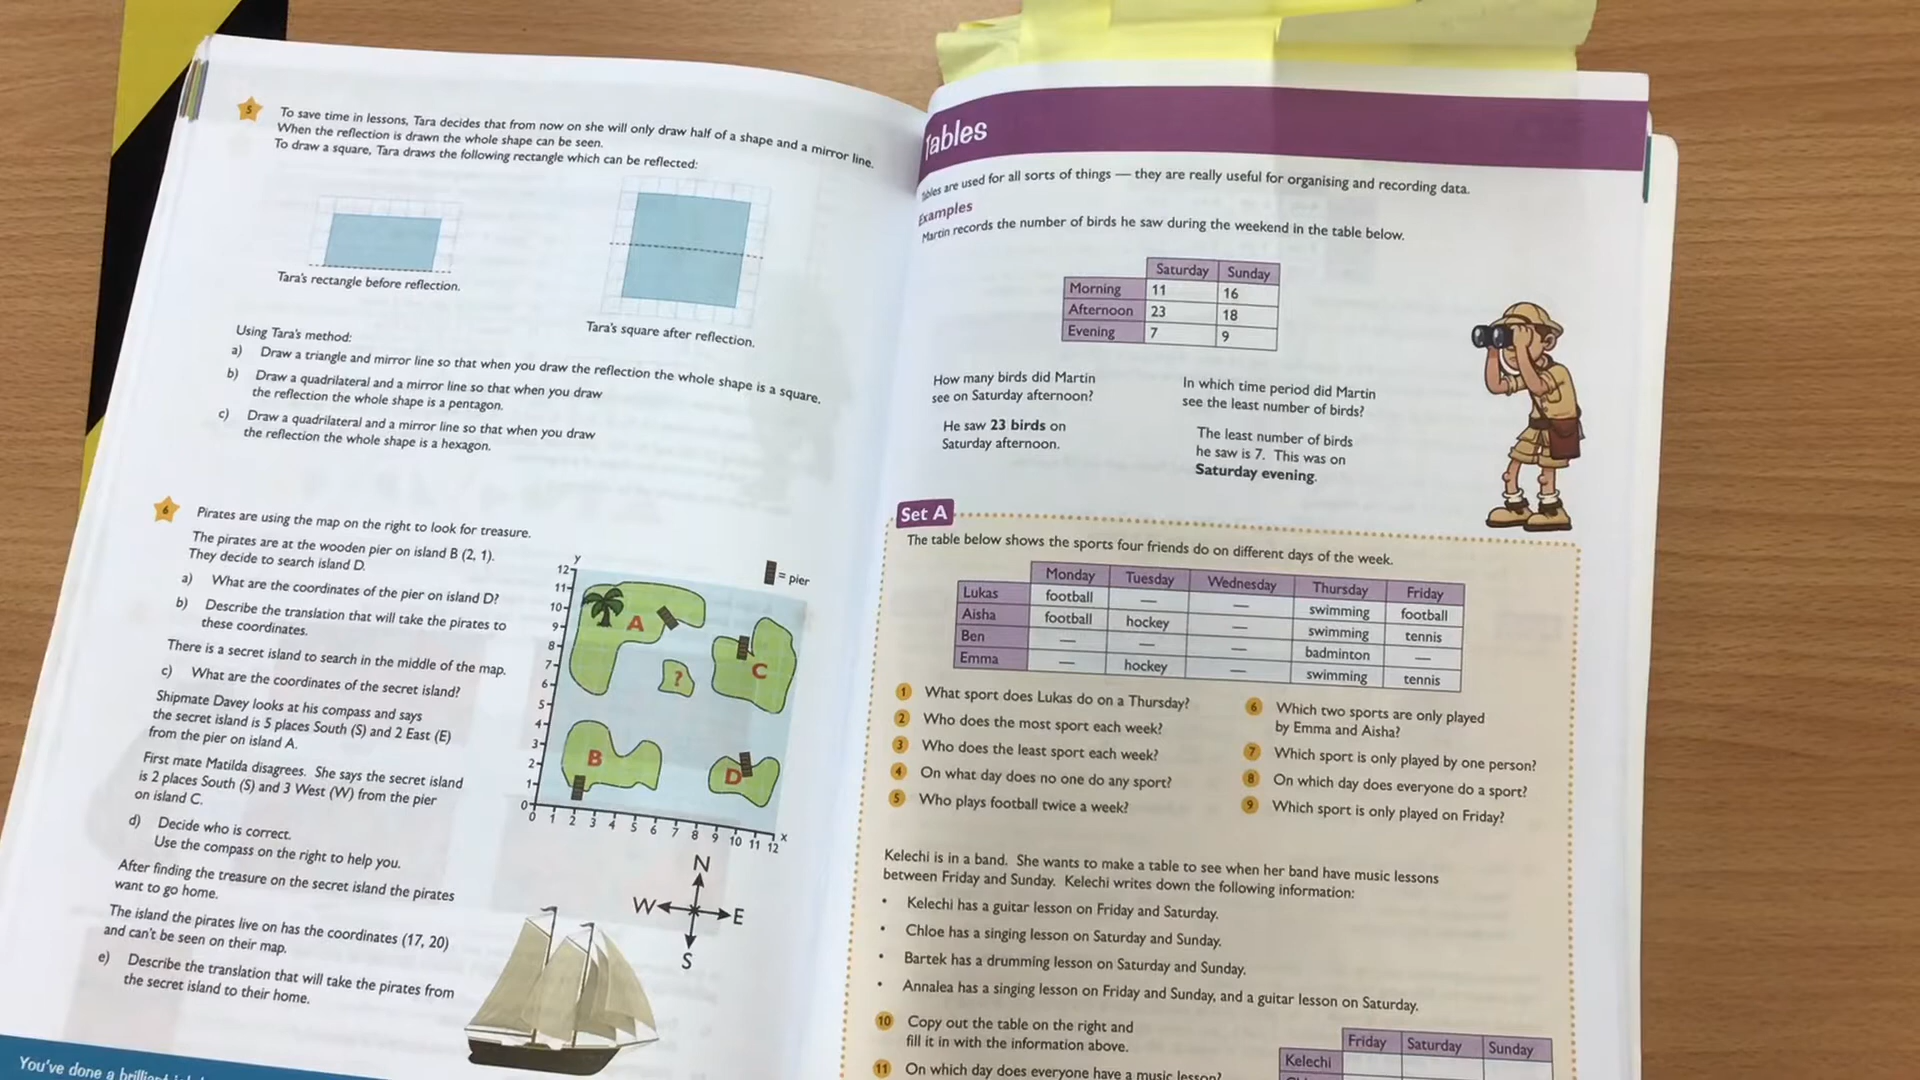 5
To save time in lessons, Tara decides that from now on she will only draw half of a shape and a mirror line.
When the reflection is drawn the whole shape can be seen.
To draw a square, Tara draws the following rectangle which can be reflected:
Tara's rectangle before reflection.
Tara's square after reflection.
Using Tara's method:
a) Draw a triangle and mirror line so that when you draw the reflection the whole shape is a square.
b) Draw a quadrilateral and a mirror line so that when you draw
the reflection the whole shape is a pentagon.
c) Draw a quadrilateral and a mirror line so that when you draw
the reflection the whole shape is a hexagon.
6
Pirates are using the map on the right to look for treasure.
The pirates are at the wooden pier on island B (2, 1).
They decide to search island D.
a) What are the coordinates of the pier on island D?
b) Describe the translation that will take the pirates to
these coordinates.
There is a secret island to search in the middle of the map.
c) What are the coordinates of the secret island?
Shipmate Davey looks at his compass and says
the secret island is 5 places South (S) and 2 East (E)
from the pier on island A.
First mate Matilda disagrees. She says the secret island
is 2 places South (S) and 3 West (W) from the pier
on island C.
d) Decide who is correct.
Use the compass on the right to help you.
After finding the treasure on the secret island the pirates
want to go home.
The island the pirates live on has the coordinates (17, 20)
and can't be seen on their map.
e) Describe the translation that will take the pirates from
the secret island to their home.
= pier
y
12
11
10
9
8
7
6
5
4
3
2
1
0
0 1 2 3 4 5 6 7 8 9 10 11 12 x
A
C
?
B
D
N
W E
S
You've done a
Tables
Tables are used for all sorts of things — they are really useful for organising and recording data.
Examples
Martin records the number of birds he saw during the weekend in the table below.
Saturday Sunday
Morning 11 16
Afternoon 23 18
Evening 7 9
How many birds did Martin
see on Saturday afternoon?
He saw 23 birds on
Saturday afternoon.
In which time period did Martin
see the least number of birds?
The least number of birds
he saw is 7. This was on
Saturday evening.
Set A
The table below shows the sports four friends do on different days of the week.
Monday Tuesday Wednesday Thursday Friday
Lukas football — — swimming football
Aisha football hockey — swimming tennis
Ben — — — badminton —
Emma — hockey — swimming tennis
1 What sport does Lukas do on a Thursday?
2 Who does the most sport each week?
3 Who does the least sport each week?
4 On what day does no one do any sport?
5 Who plays football twice a week?
6 Which two sports are only played
by Emma and Aisha?
7 Which sport is only played by one person?
8 On which day does everyone do a sport?
9 Which sport is only played on Friday?
Kelechi is in a band. She wants to make a table to see when her band have music lessons
between Friday and Sunday. Kelechi writes down the following information:
• Kelechi has a guitar lesson on Friday and Saturday.
• Chloe has a singing lesson on Saturday and Sunday.
• Bartek has a drumming lesson on Saturday and Sunday.
• Annalea has a singing lesson on Friday and Sunday, and a guitar lesson on Saturday.
10 Copy out the table on the right and
fill it in with the information above.
11 On which day does everyone have a music lesson?
Friday Saturday Sunday
Kelechi